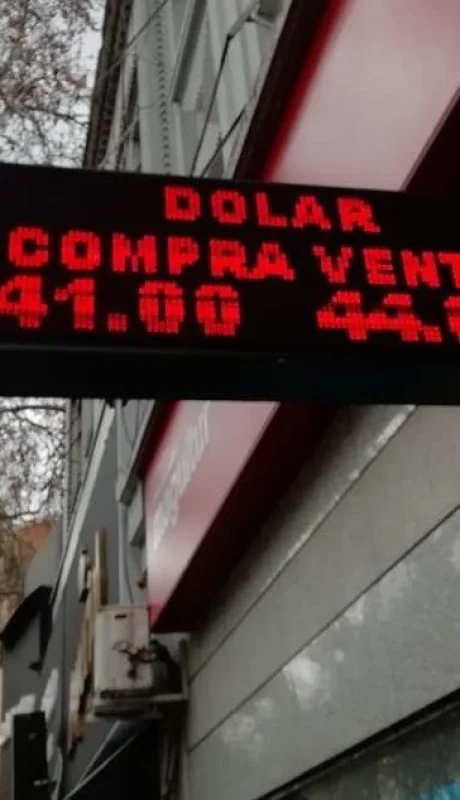 DOLAR
COMPRA VENT
41.00 44.